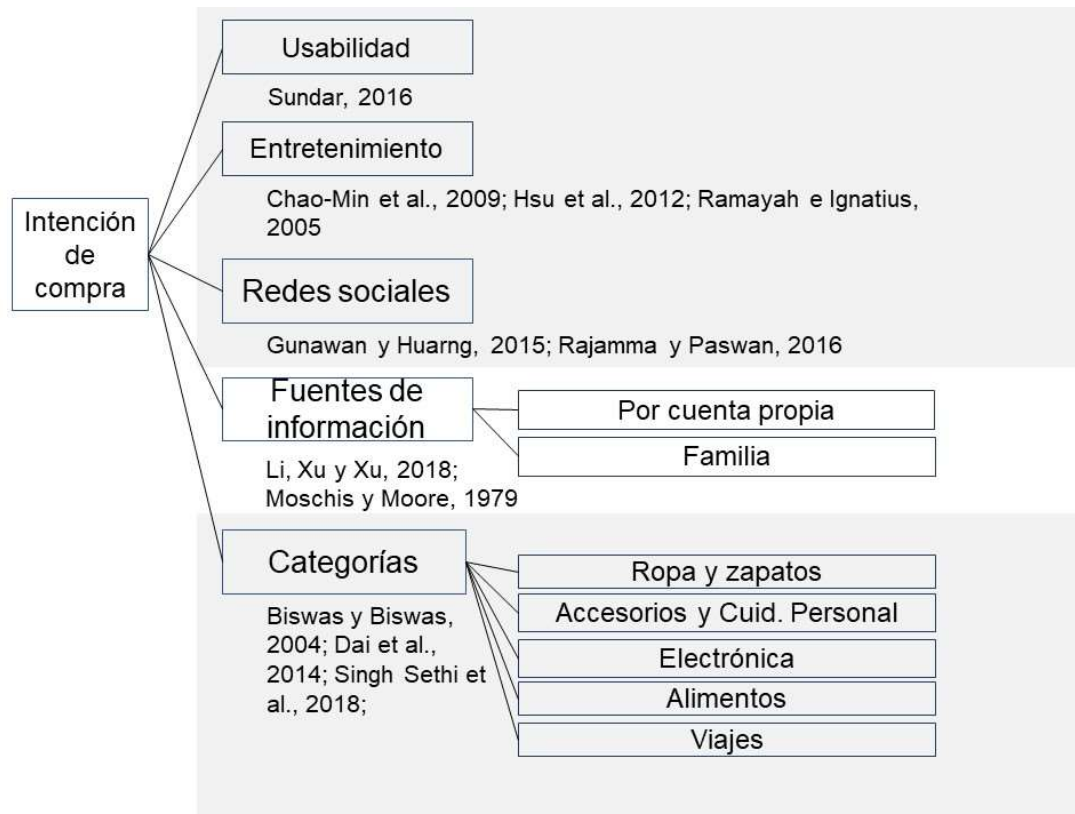 Intención
de
compra
Usabilidad
Sundar, 2016
Entretenimiento
Chao-Min et al., 2009; Hsu et al., 2012; Ramayah e Ignatius,
2005
Redes sociales
Gunawan y Huarng, 2015; Rajamma y Paswan, 2016
Fuentes de
información
Li, Xu y Xu, 2018;
Moschis y Moore, 1979
Por cuenta propia
Familia
Categorías
Biswas y Biswas,
2004; Dai et al.,
2014; Singh Sethi et
al., 2018;
Ropa y zapatos
Accesorios y Cuid. Personal
Electrónica
Alimentos
Viajes